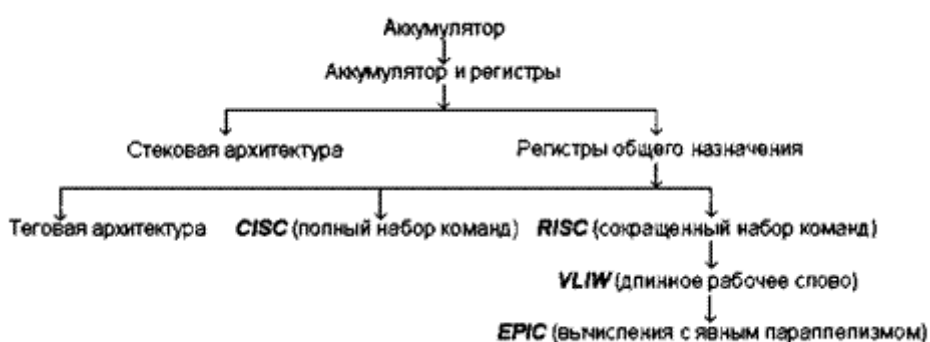 Аккумулятор
Аккумулятор и регистры
Стековая архитектура Регистры общего назначения
Теговая архитектура CISC (полный набор команд) RISC (сокращенный набор команд)
VLIW (длинное рабочее слово)
EPIC (вычисления с явным параллелизмом)